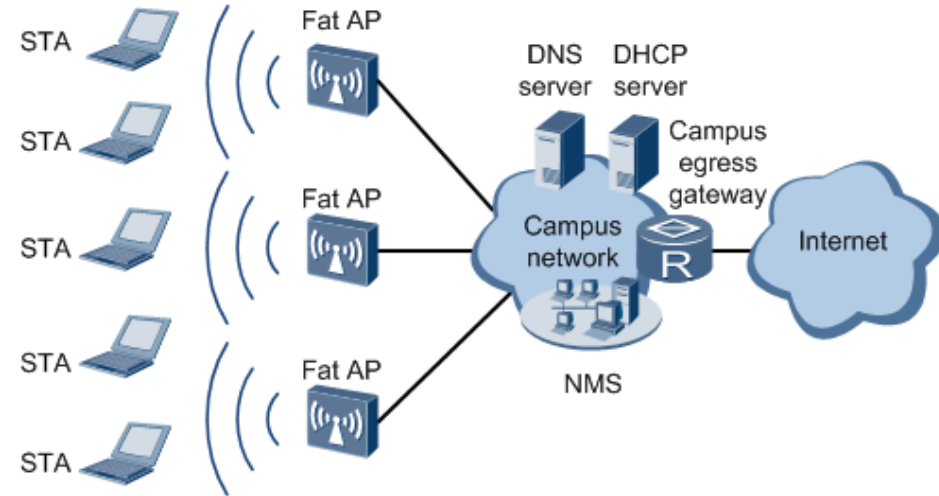 STA
STA
STA
STA
STA
Fat AP
Fat AP
Fat AP
DNS
server
DHCP
server
Campus
egress
gateway
Campus
network
R
NMS
Internet